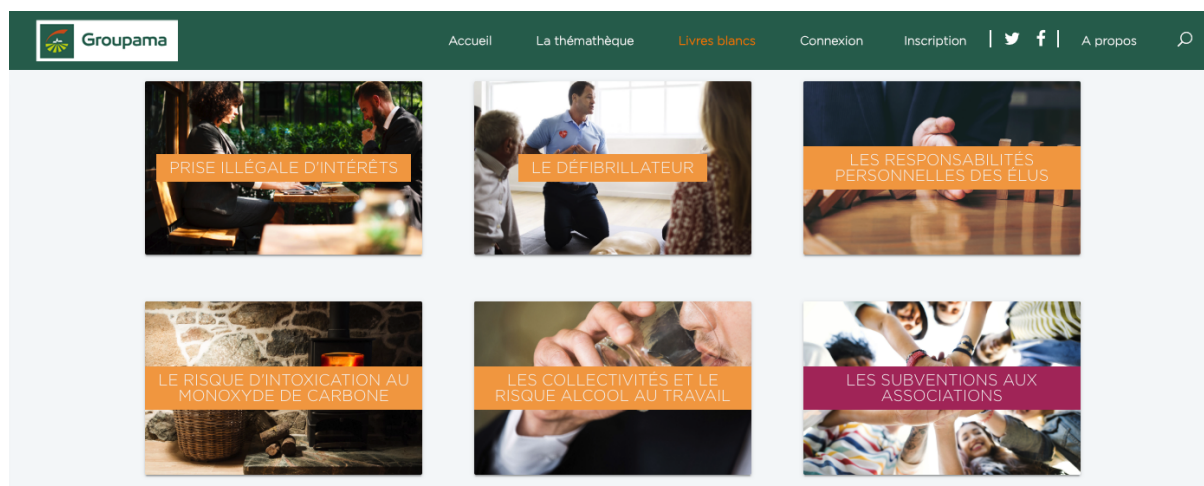 Groupama
Accueil
La thémathèque
Livres blancs
Connexion
Inscription
A propos
PRISE ILLÉGALE D'INTÉRÊTS
LE DÉFIBRILLATEUR
LES RESPONSABILITÉS
PERSONNELLES DES ÉLUS
LE RISQUE D'INTOXICATION AU
MONOXYDE DE CARBONE
LES COLLECTIVITÉS ET LE
RISQUE ALCOOL AU TRAVAIL
LES SUBVENTIONS AUX
ASSOCIATIONS